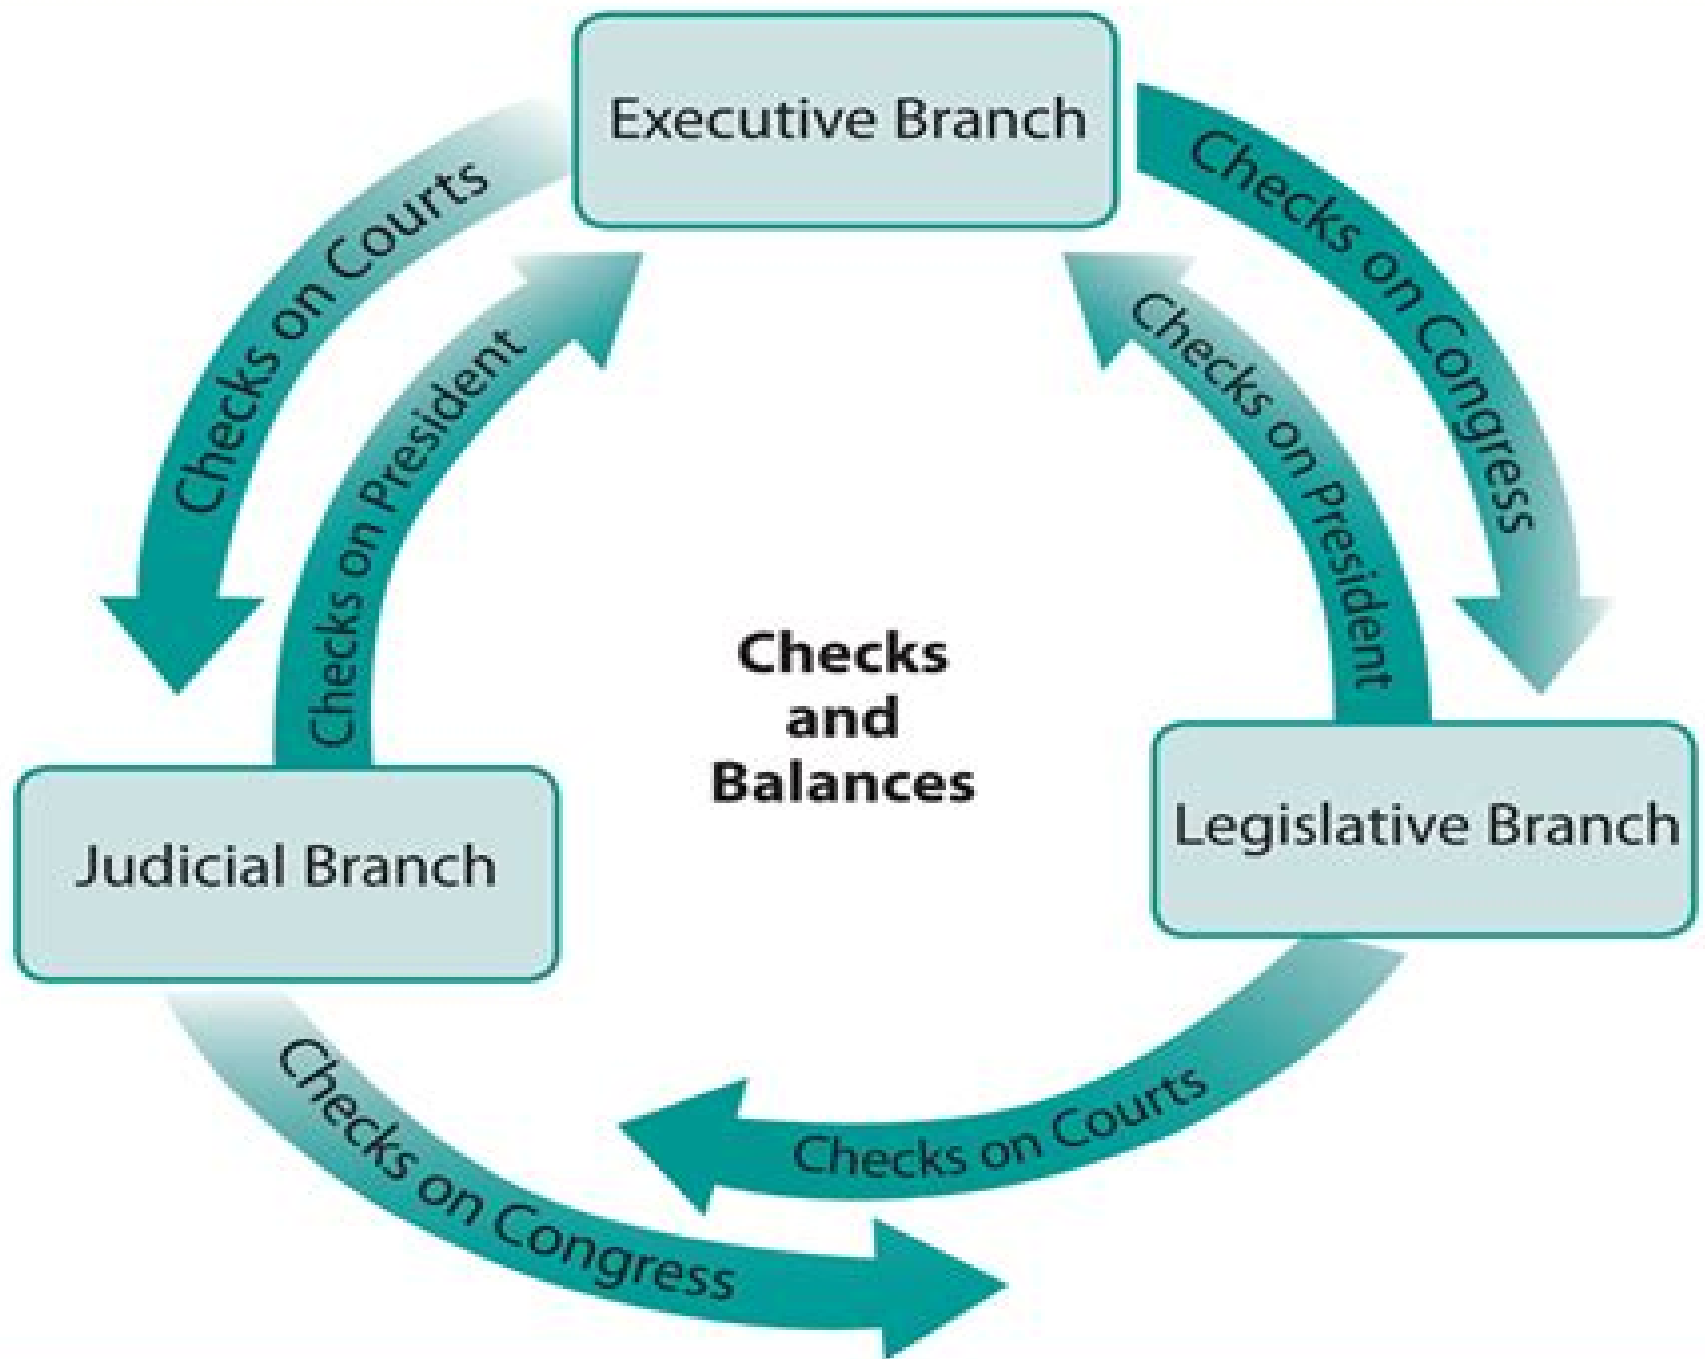 Executive Branch
Checks on Courts
Checks on President
Checks on Congress
Checks on President
Checks
and
Balances
Judicial Branch
Legislative Branch
Checks on Courts
Checks on Congress